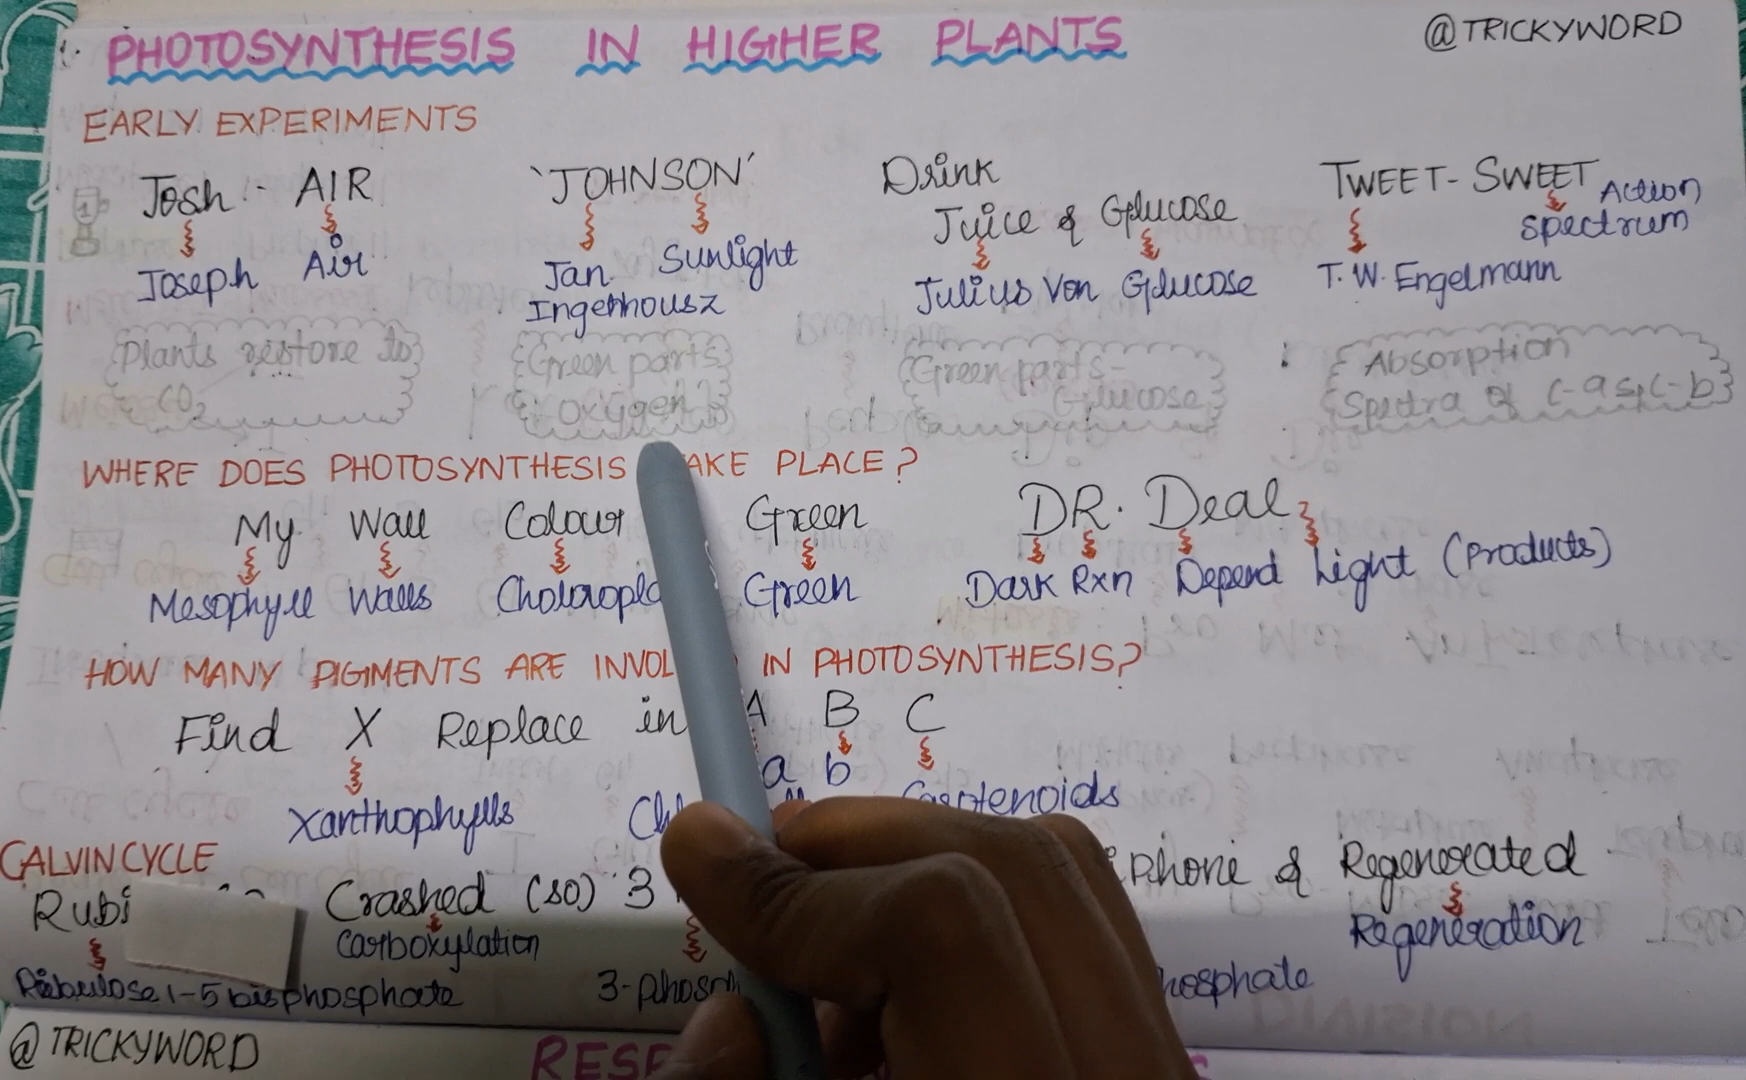 PHOTOSYNTHESIS IN HIGHER PLANTS
@TRICKYWORD
EARLY EXPERIMENTS
Josh - AIR
Joseph Air
'JOHNSON'
Jan Sunlight
Ingenhousz
Drink
Juice & Glucose
Julius Von Glucose
TWEET - SWEET
Action
spectrum
T. W. Engelmann
Plants restore to
CO2
Green parts
oxygen
Green parts-
Glucose
Absorption
Spectra of
WHERE DOES PHOTOSYNTHESIS AKE PLACE?
My Wall Colour Green
Mesophyll Walls Green
DR. Deal
Dark Rxn Depend Light (Products)
HOW MANY PIGMENTS ARE INVOL IN PHOTOSYNTHESIS?
Find X Replace in A B C
Xanthophylls a b
CALVIN CYCLE
Rubi Crashed (so) 3 Phone & Regenerated
Carboxylation Regeneration
1-5 bisphosphate 3-phosph hosphate
@TRICKYWORD
RESE